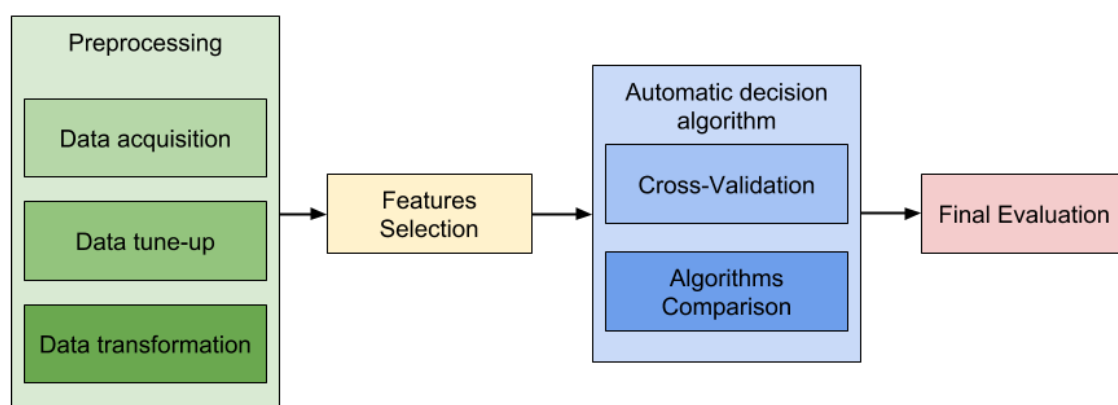 Preprocessing
Data acquisition
Data tune-up
Data transformation
Features
Selection
Automatic decision
algorithm
Cross-Validation
Algorithms
Comparison
Final Evaluation